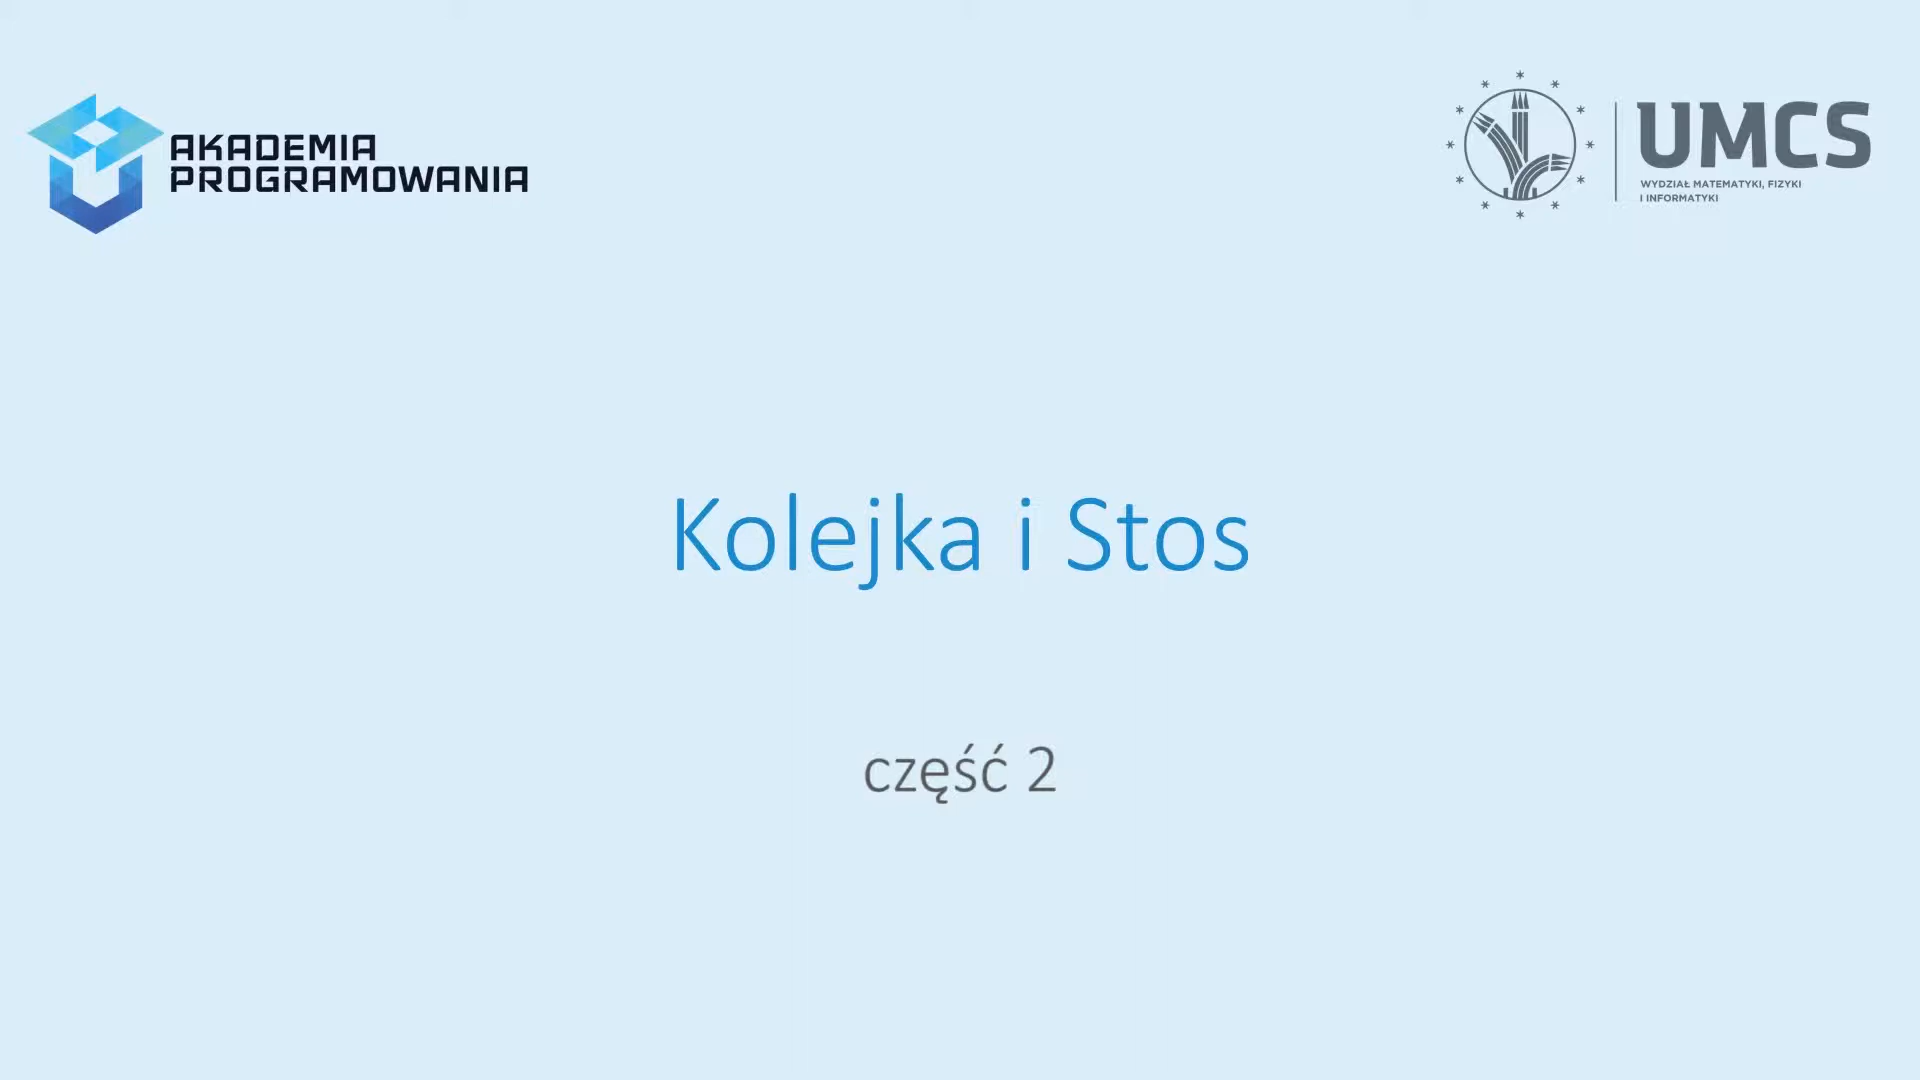 AKADEMIA
PROGRAMOWANIA
UMCS
WYDZIAŁ MATEMATYKI, FIZYKI
I INFORMATYKI
Kolejka i Stos
część 2